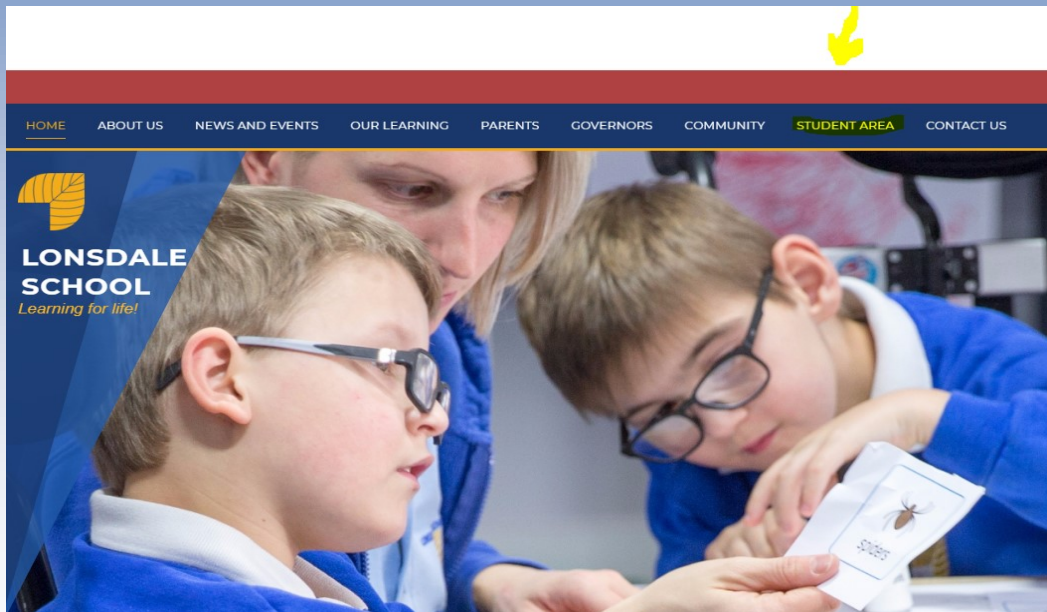 HOME ABOUT US NEWS AND EVENTS OUR LEARNING PARENTS GOVERNORS COMMUNITY STUDENT AREA CONTACT US
LONSDALE
SCHOOL
Learning for life!
spiders